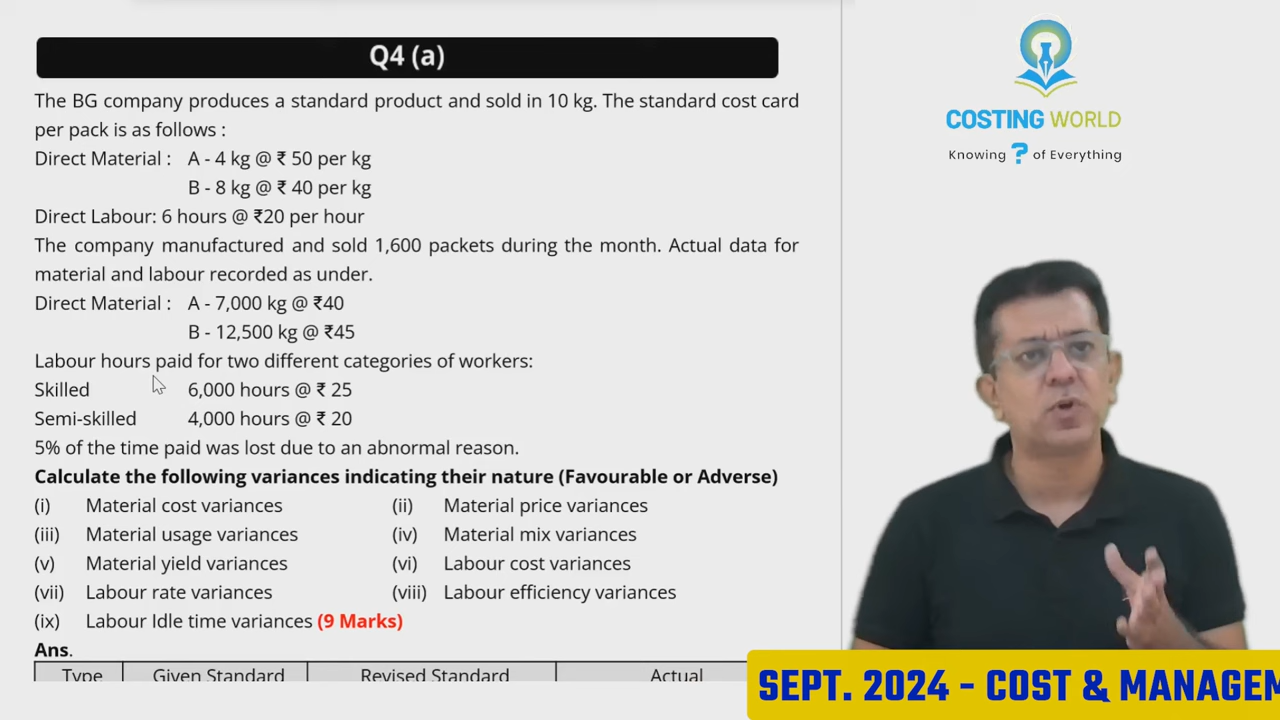 Q4 (a)
The BG company produces a standard product and sold in 10 kg. The standard cost card
per pack is as follows :
Direct Material : A - 4 kg @ ₹ 50 per kg
B - 8 kg @ ₹ 40 per kg
Direct Labour: 6 hours @ ₹20 per hour
The company manufactured and sold 1,600 packets during the month. Actual data for
material and labour recorded as under.
Direct Material : A - 7,000 kg @ ₹40
B - 12,500 kg @ ₹45
Labour hours paid for two different categories of workers:
Skilled 6,000 hours @ ₹ 25
Semi-skilled 4,000 hours @ ₹ 20
5% of the time paid was lost due to an abnormal reason.
Calculate the following variances indicating their nature (Favourable or Adverse)
(i) Material cost variances (ii) Material price variances
(iii) Material usage variances (iv) Material mix variances
(v) Material yield variances (vi) Labour cost variances
(vii) Labour rate variances (viii) Labour efficiency variances
(ix) Labour Idle time variances (9 Marks)
Ans.
Type Given Standard Revised Standard Actual
COSTING WORLD
Knowing ? of Everything
SEPT. 2024 - COST & MANAGEM